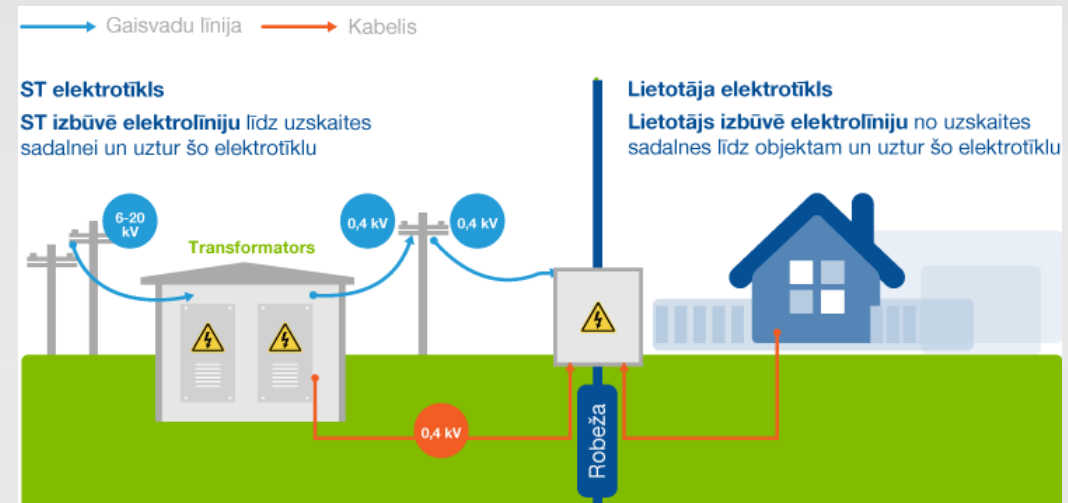 Gaisvadu līnija
Kabelis
ST elektrotīkls
ST izbūvē elektrolīniju līdz uzskaites
sadalnei un uztur šo elektrotīklu
Lietotāja elektrotīkls
Lietotājs izbūvē elektrolīniju no uzskaites
sadalnes līdz objektam un uztur šo elektrotīklu
6-20
kV
Transformators
0,4 kV
0,4 kV
0,4 kV
Robeža